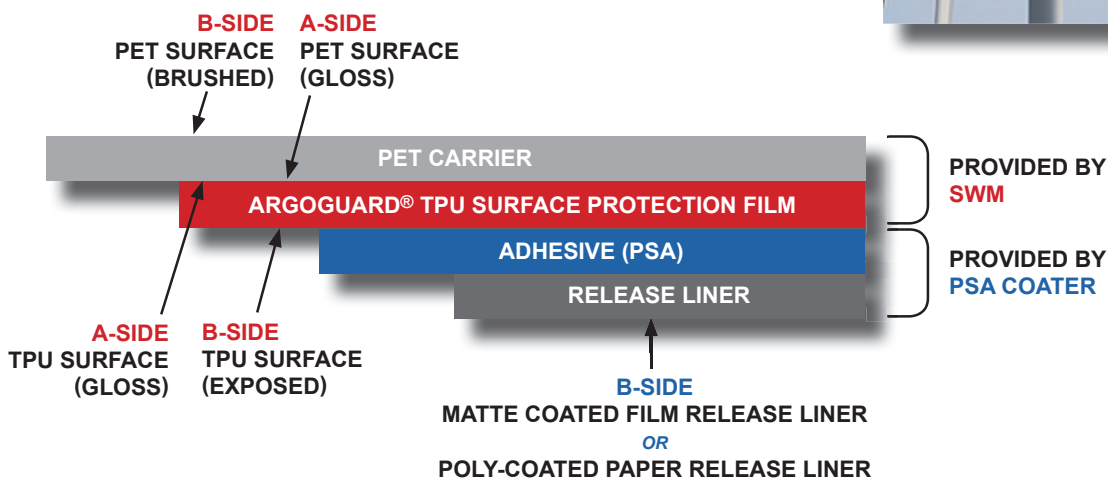 B-SIDE
PET SURFACE
(BRUSHED)
A-SIDE
PET SURFACE
(GLOSS)
PET CARRIER
ARGOGUARD® TPU SURFACE PROTECTION FILM
ADHESIVE (PSA)
RELEASE LINER
PROVIDED BY
SWM
PROVIDED BY
PSA COATER
A-SIDE
TPU SURFACE
(GLOSS)
B-SIDE
TPU SURFACE
(EXPOSED)
B-SIDE
MATTE COATED FILM RELEASE LINER
OR
POLY-COATED PAPER RELEASE LINER